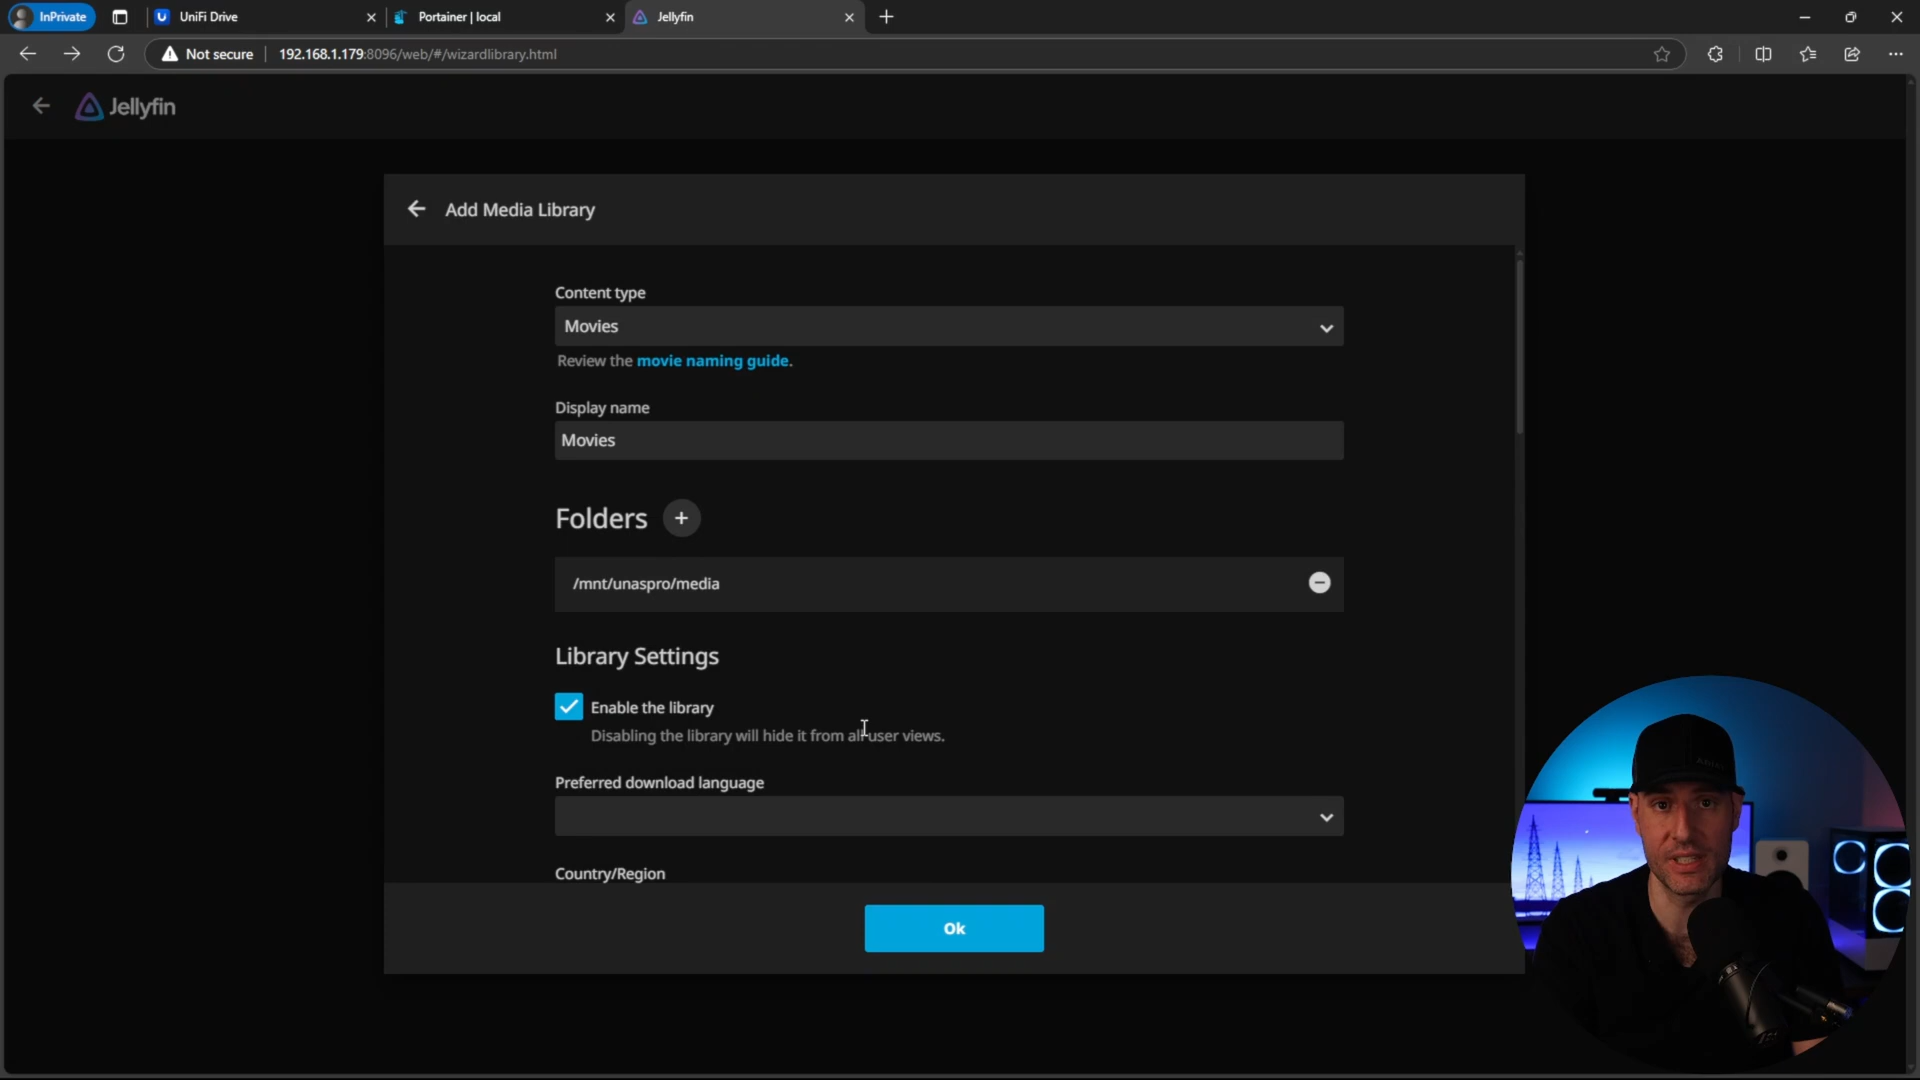 InPrivate
UniFi Drive
Portainer | local
Jellyfin
Not secure
192.168.1.179:8096/web/#/wizardlibrary.html
Jellyfin
Add Media Library
Content type
Movies
Review the movie naming guide.
Display name
Movies
Folders
/mnt/unaspro/media
Library Settings
Enable the library
Disabling the library will hide it from all user views.
Preferred download language
Country/Region
Ok